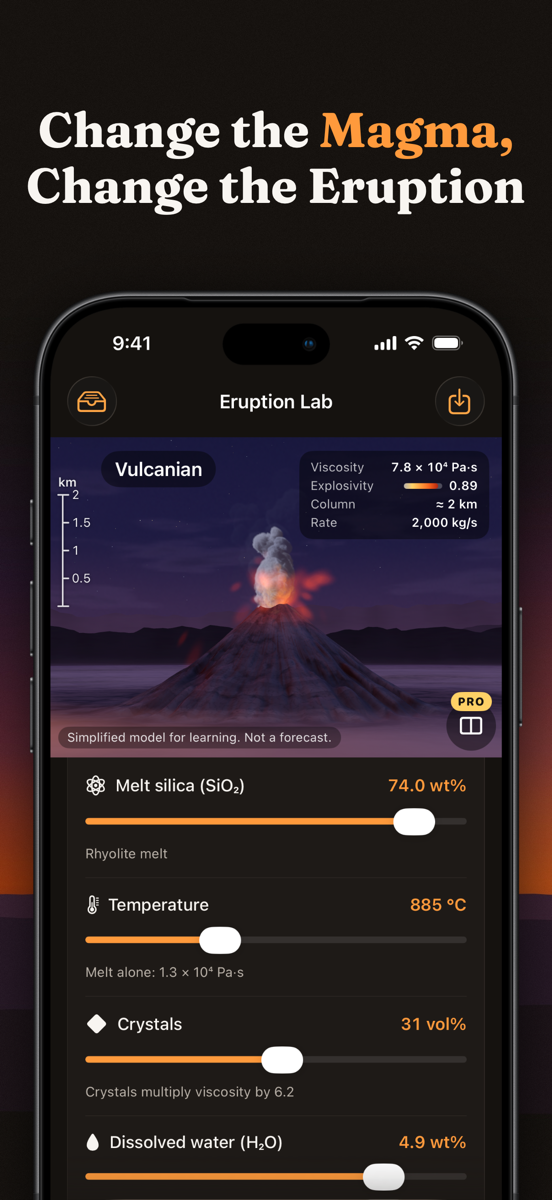 Change the Magma,
Change the Eruption
9:41
Eruption Lab
Vulcanian
km
2
1.5
1
0.5
Viscosity 7.8 × 10⁴ Pa·s
Explosivity 0.89
Column ≈ 2 km
Rate 2,000 kg/s
PRO
Simplified model for learning. Not a forecast.
Melt silica (SiO₂) 74.0 wt%
Rhyolite melt
Temperature 885 °C
Melt alone: 1.3 × 10⁴ Pa·s
Crystals 31 vol%
Crystals multiply viscosity by 6.2
Dissolved water (H₂O) 4.9 wt%